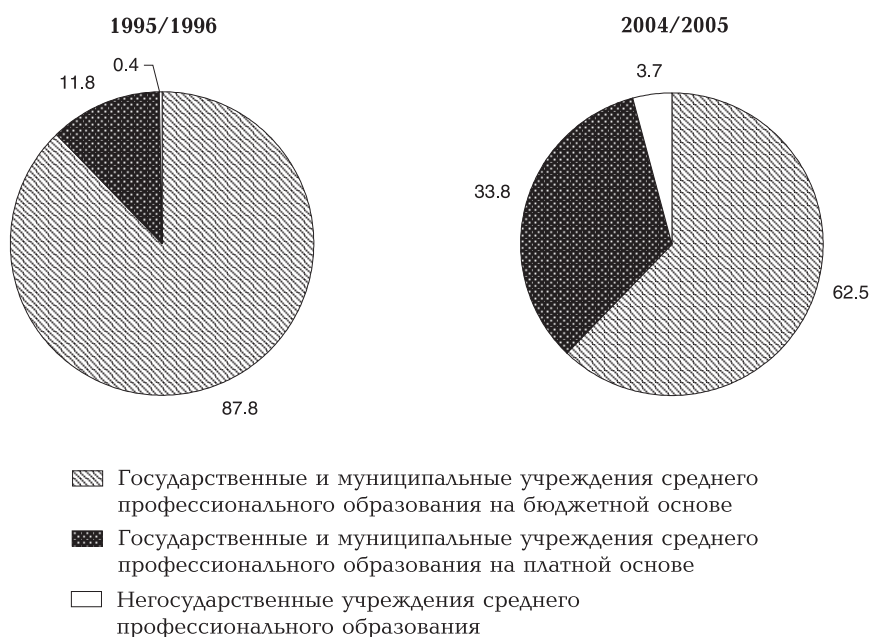 1995/1996
2004/2005
0.4
11.8
87.8
3.7
33.8
62.5
Государственные и муниципальные учреждения среднего
профессионального образования на бюджетной основе
Государственные и муниципальные учреждения среднего
профессионального образования на платной основе
Негосударственные учреждения среднего
профессионального образования